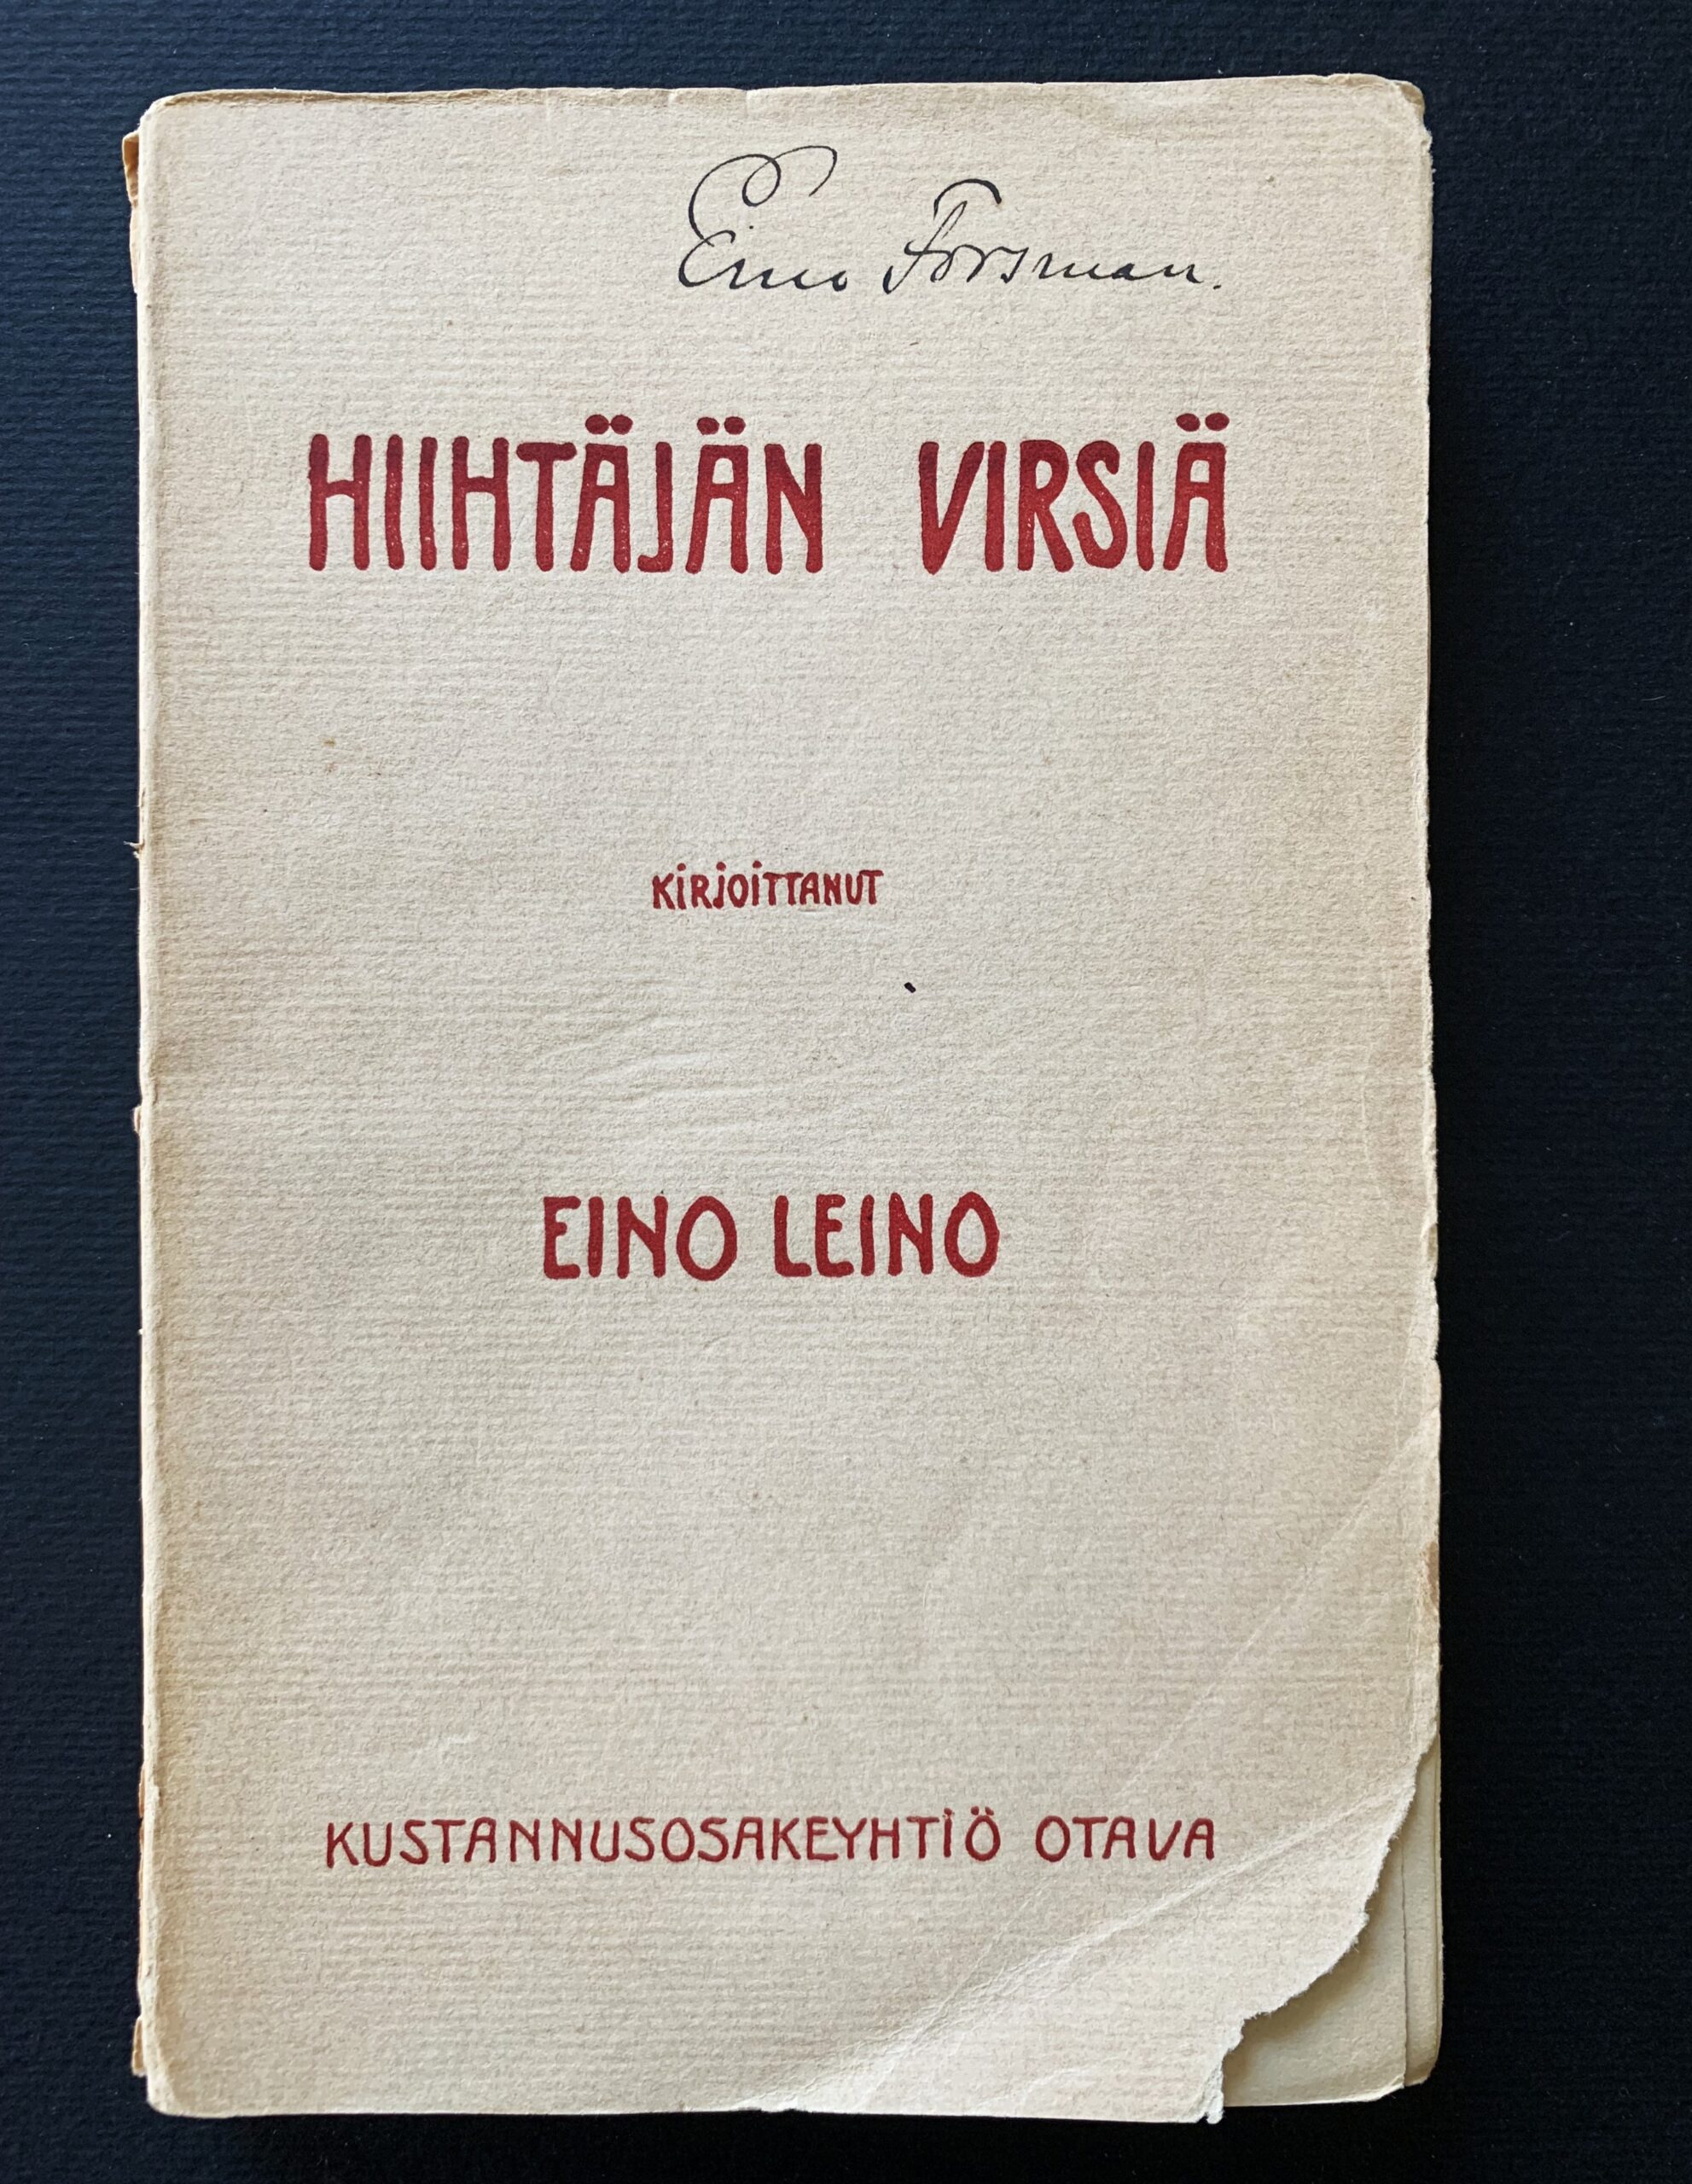 Eino Forsman.
HIIHTÄJÄN VIRSIÄ
KIRJOITTANUT
EINO LEINO
KUSTANNUSOSAKEYHTIÖ OTAVA